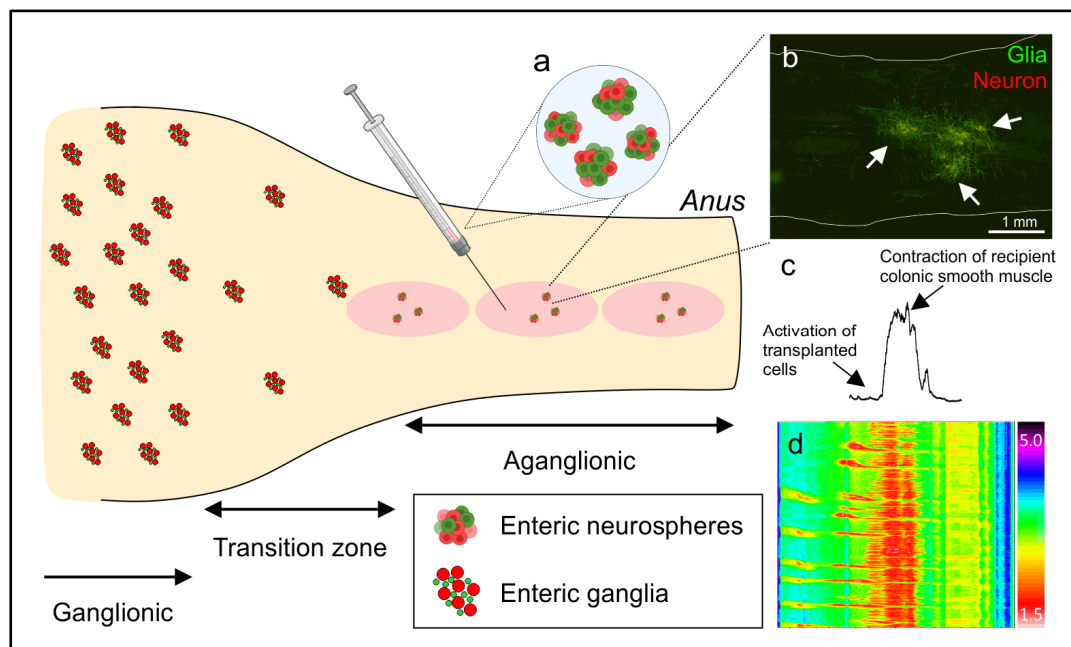 a
b
Glia
Neuron
1 mm
Anus
c
Contraction of recipient
colonic smooth muscle
Activation of
transplanted
cells
d
5.0
1.5
Aganglionic
Transition zone
Ganglionic
Enteric neurospheres
Enteric ganglia